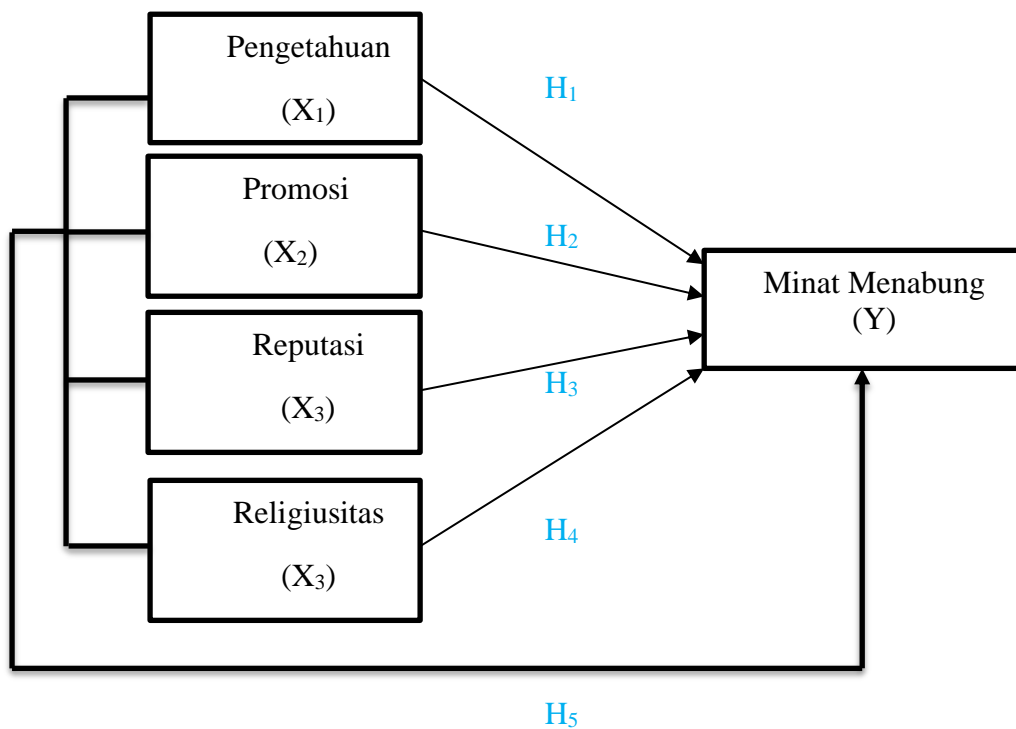 Pengetahuan
(X₁)
H₁
Promosi
(X₂)
H₂
Minat Menabung
(Y)
Reputasi
(X₃)
H₃
Religiusitas
(X₃)
H₄
H₅